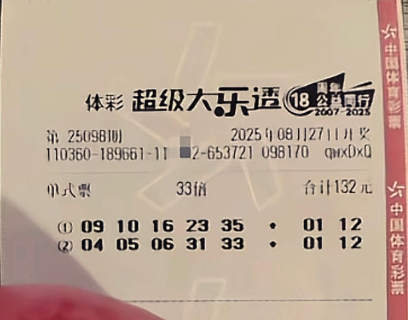 体彩 超级大乐透 18周年 公益同行 2007-2025
第 25098期 2025年08月27日开奖
110360-189661-11 2-653721 098170 qwxDxQ
单式票 33倍 合计132元
① 09 10 16 23 35 + 01 12
② 04 05 06 31 33 + 01 12
中国体育彩
中国体育彩